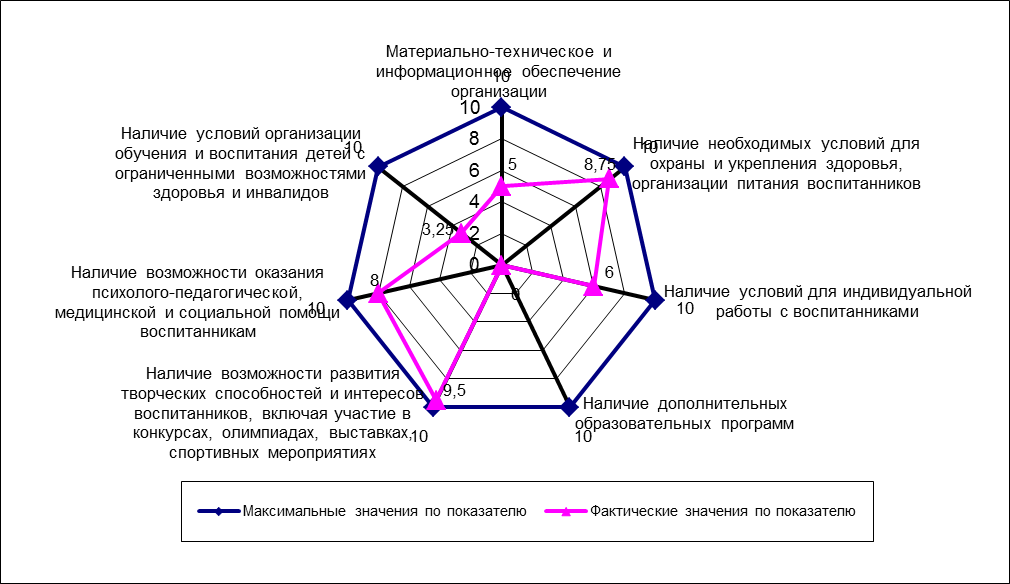 Материально-техническое и
информационное обеспечение
организации
10
10
8
6
4
2
0
5
Наличие необходимых условий для
охраны и укрепления здоровья,
организации питания воспитанников
10
8,75
Наличие условий для индивидуальной
работы с воспитанниками
10
6
Наличие дополнительных
образовательных программ
10
0
Наличие возможности развития
творческих способностей и интересов
воспитанников, включая участие в
конкурсах, олимпиадах, выставках,
спортивных мероприятиях
10
9,5
Наличие возможности оказания
психолого-педагогической,
медицинской и социальной помощи
воспитанникам
10
8
Наличие условий организации
обучения и воспитания детей с
ограниченными возможностями
здоровья и инвалидов
10
3,25
Максимальные значения по показателю
Фактические значения по показателю